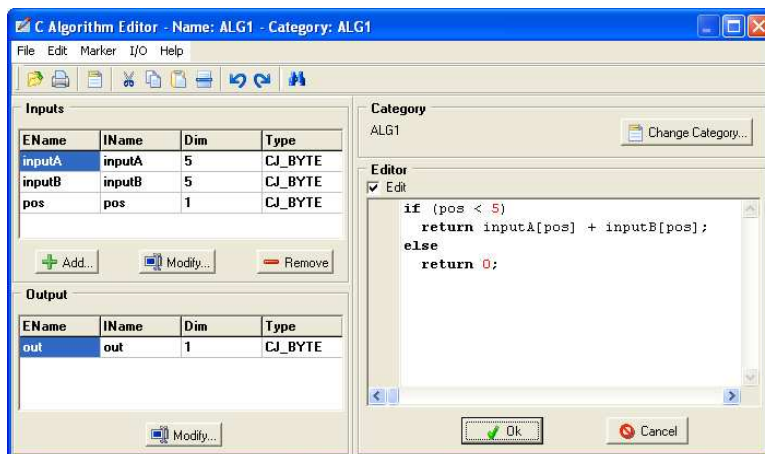 C Algorithm Editor - Name: ALG1 - Category: ALG1
File Edit Marker I/O Help
Inputs
EName IName Dim Type
inputA inputA 5 CJ_BYTE
inputB inputB 5 CJ_BYTE
pos pos 1 CJ_BYTE
Add... Modify... Remove
Output
EName IName Dim Type
out out 1 CJ_BYTE
Modify...
Category
ALG1 Change Category...
Editor
Edit
if (pos < 5)
return inputA[pos] + inputB[pos];
else
return 0;
Ok Cancel